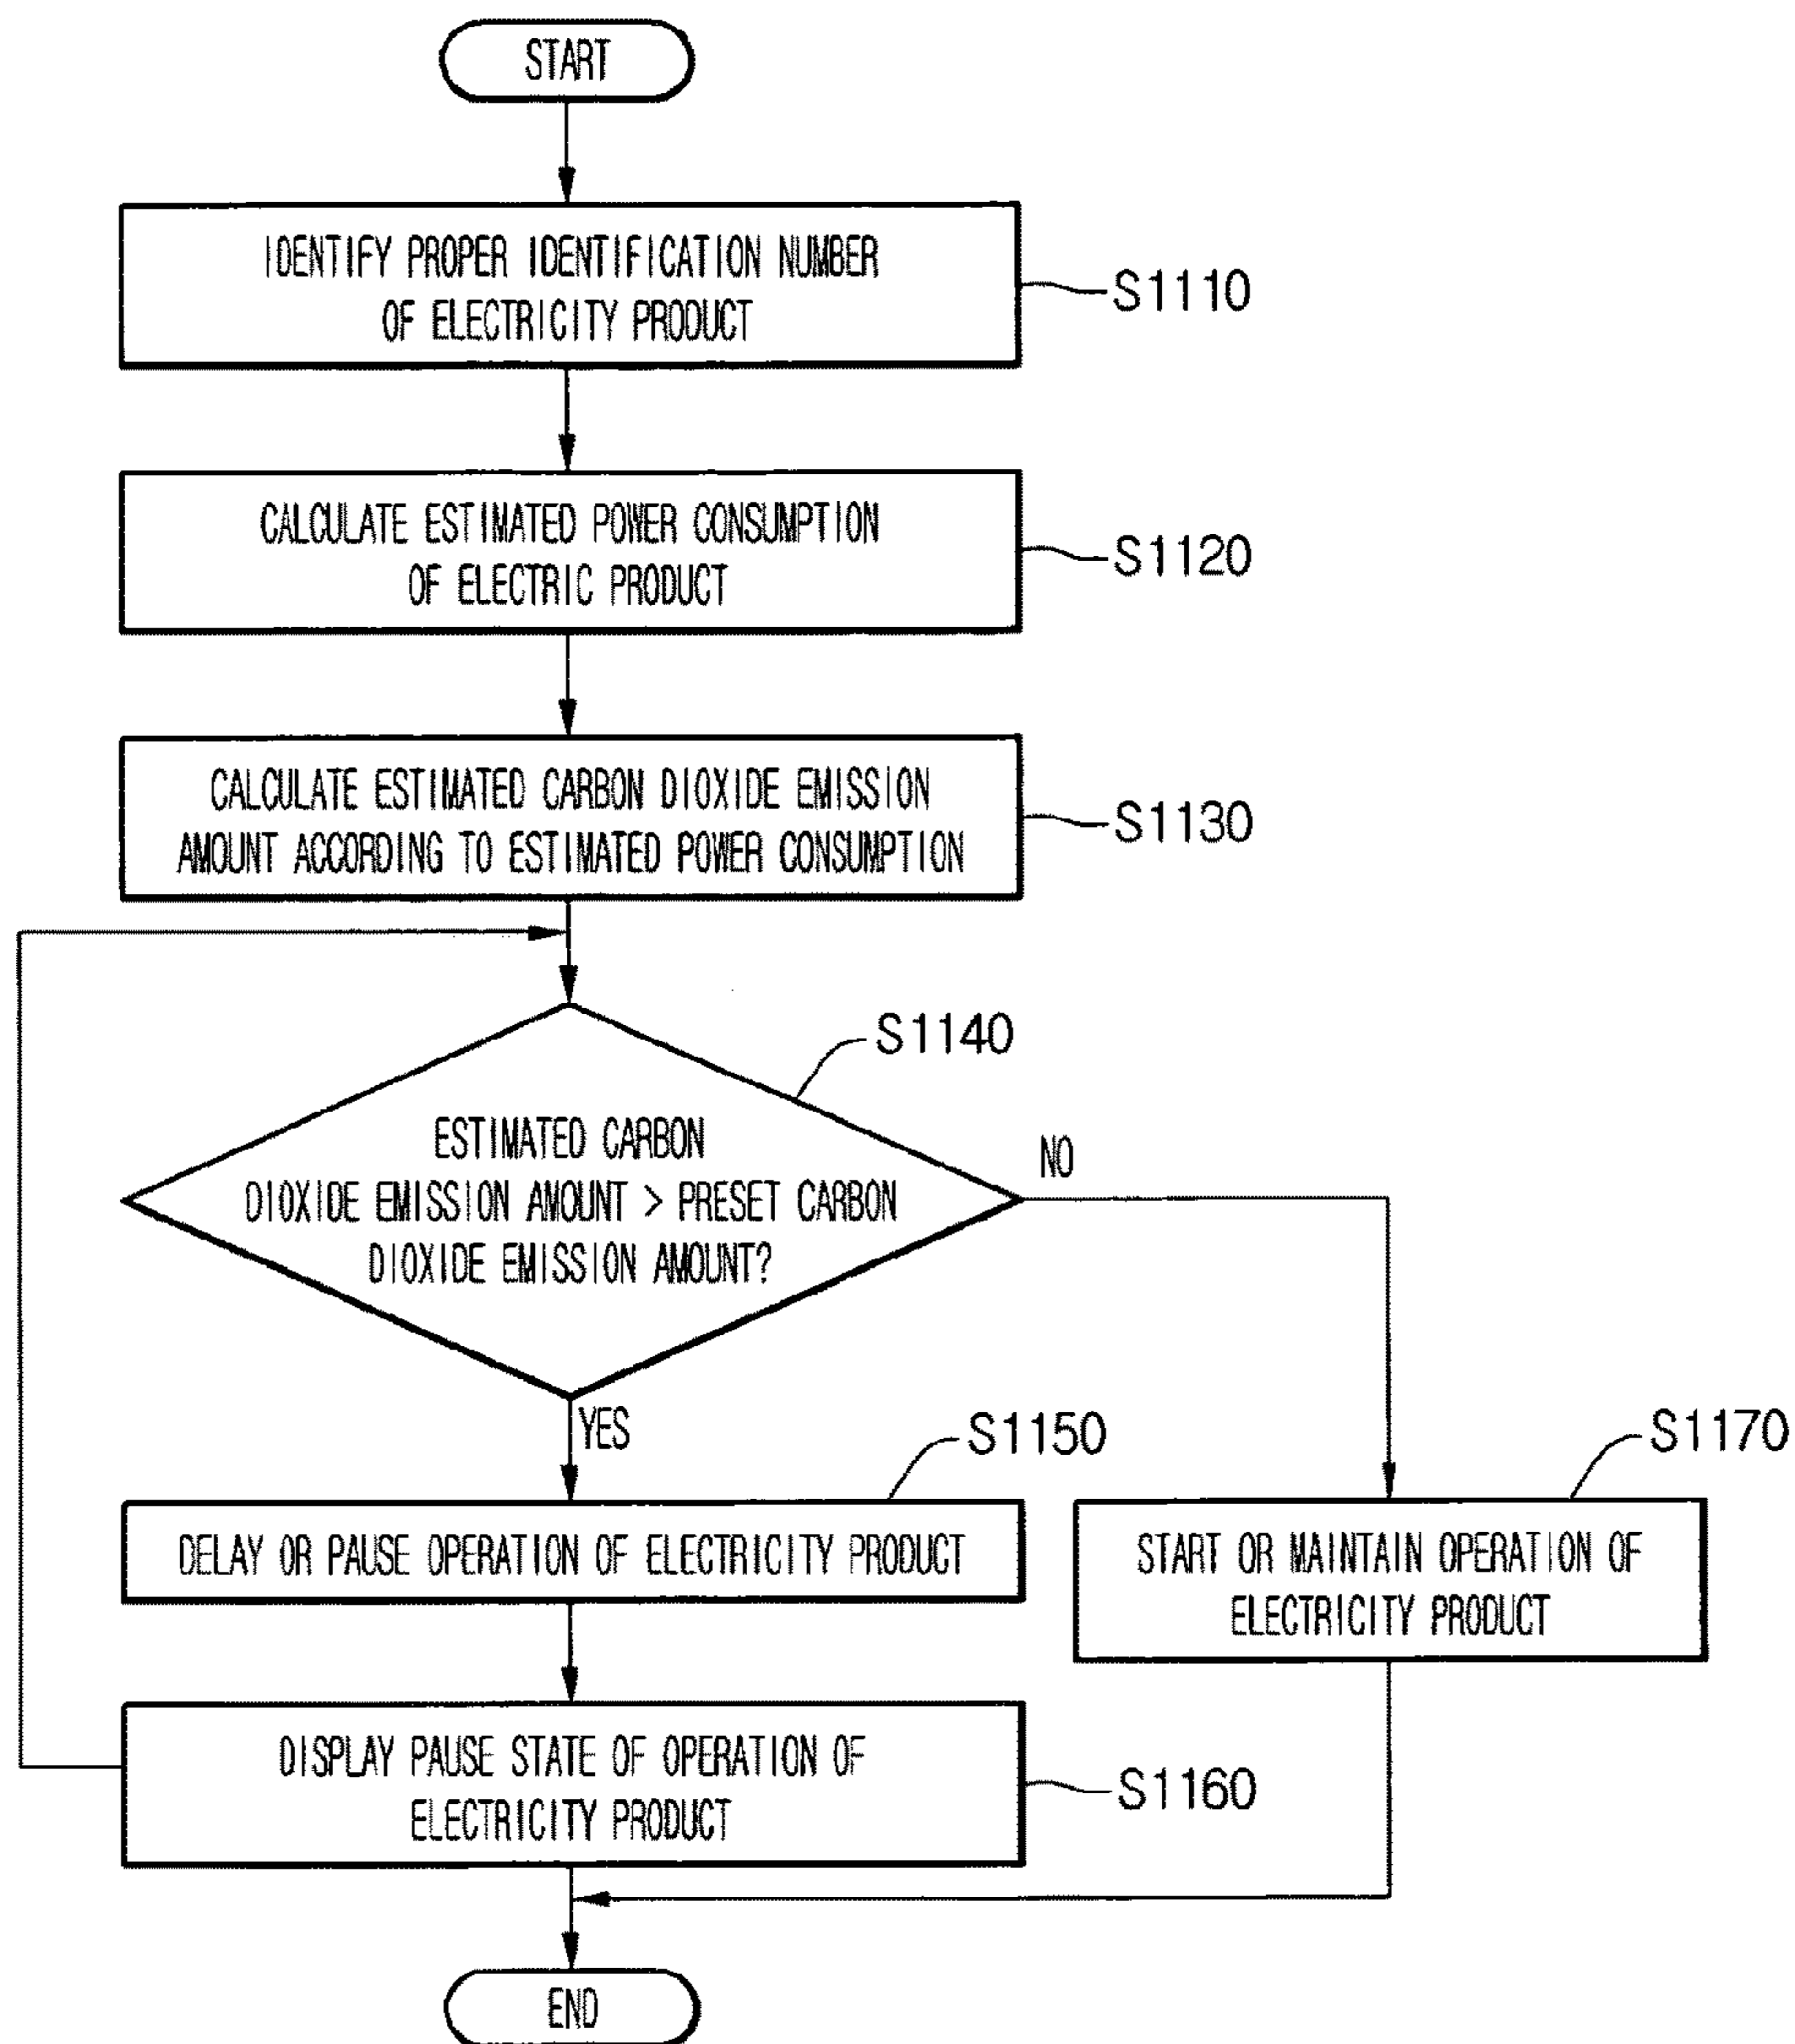 START
IDENTIFY PROPER IDENTIFICATION NUMBER
OF ELECTRICITY PRODUCT
S1110
CALCULATE ESTIMATED POWER CONSUMPTION
OF ELECTRIC PRODUCT
S1120
CALCULATE ESTIMATED CARBON DIOXIDE EMISSION
AMOUNT ACCORDING TO ESTIMATED POWER CONSUMPTION
S1130
S1140
ESTIMATED CARBON
DIOXIDE EMISSION AMOUNT > PRESET CARBON
DIOXIDE EMISSION AMOUNT?
NO
YES
S1150
S1170
DELAY OR PAUSE OPERATION OF ELECTRICITY PRODUCT
START OR MAINTAIN OPERATION OF
ELECTRICITY PRODUCT
DISPLAY PAUSE STATE OF OPERATION OF
ELECTRICITY PRODUCT
S1160
END